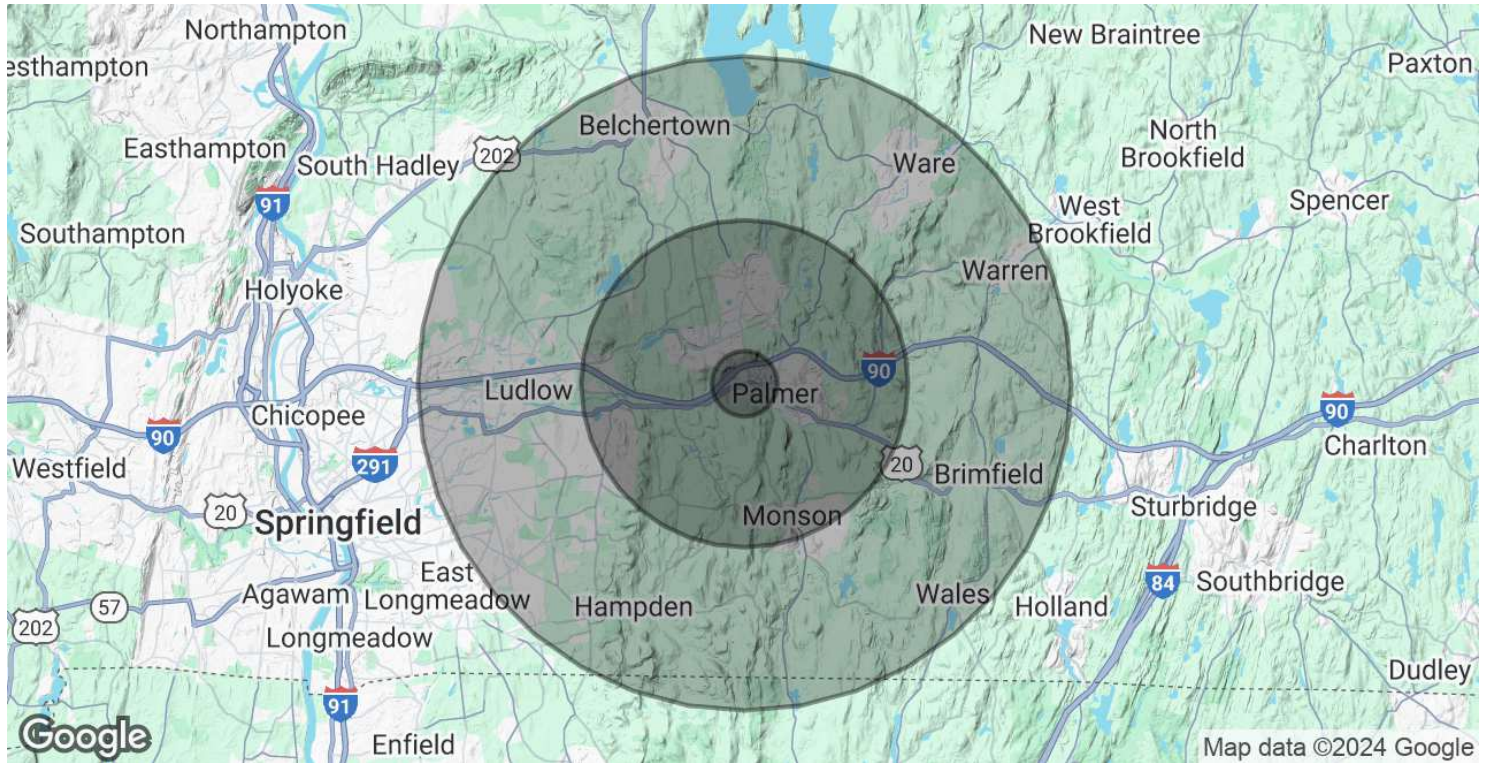 Northampton
New Braintree
esthampton
Paxton
Belchertown
North
Brookfield
Easthampton
South Hadley
202
Ware
91
Spencer
West
Brookfield
Southampton
Warren
Holyoke
90
Ludlow
Palmer
Chicopee
90
90
Charlton
291
Westfield
20
Brimfield
20
Sturbridge
Springfield
Monson
East
Longmeadow
84
Southbridge
Agawam
Hampden
Wales
Holland
57
202
Longmeadow
Dudley
91
Google
Enfield
Map data ©2024 Google